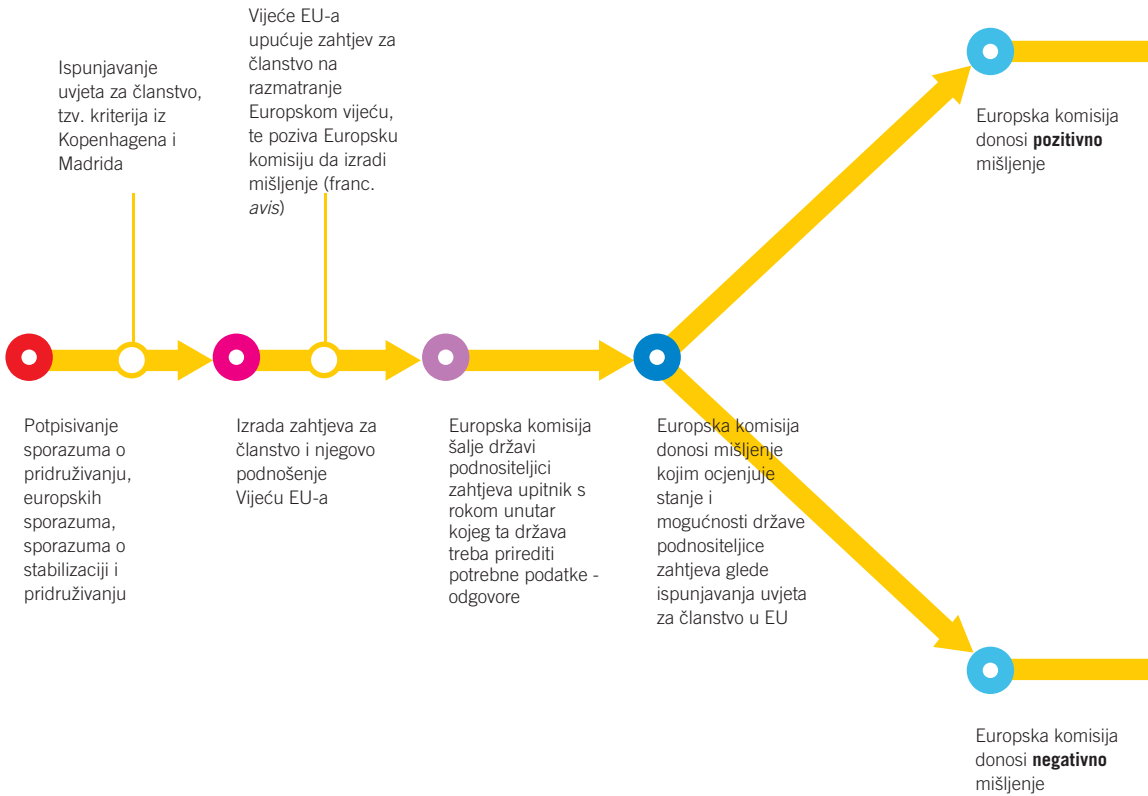 Ispunjavanje
uvjeta za članstvo,
tzv. kriterija iz
Kopenhagena i
Madrida
Vijeće EU-a
upućuje zahtjev za
članstvo na
razmatranje
Europskom vijeću,
te poziva Europsku
komisiju da izradi
mišljenje (franc.
avis)
Europska komisija
donosi pozitivno
mišljenje
Potpisivanje
sporazuma o
pridruživanju,
europskih
sporazuma,
sporazuma o
stabilizaciji i
pridruživanju
Izrada zahtjeva za
članstvo i njegovo
podnošenje
Vijeću EU-a
Europska komisija
šalje državi
podnositeljici
zahtjeva upitnik s
rokom unutar
kojeg ta država
treba prirediti
potrebne podatke -
odgovore
Europska komisija
donosi mišljenje
kojim ocjenjuje
stanje i
mogućnosti države
podnositeljice
zahtjeva glede
ispunjavanja uvjeta
za članstvo u EU
Europska komisija
donosi negativno
mišljenje